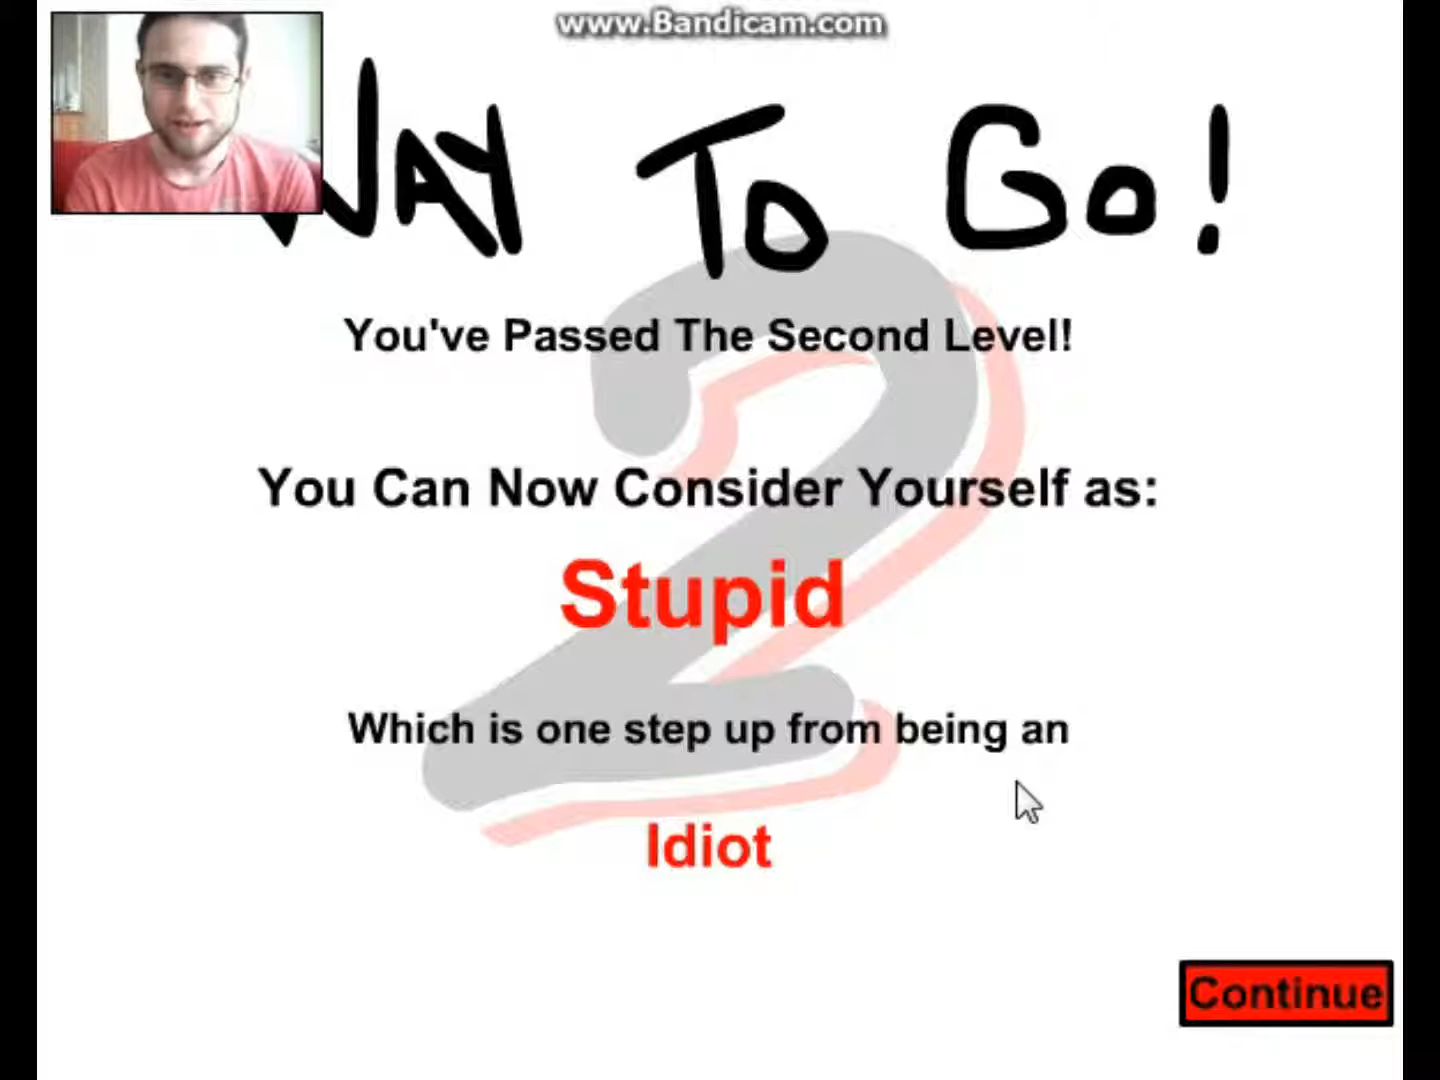 www.Bandicam.com
WAY To Go!
You've Passed The Second Level!
You Can Now Consider Yourself as:
Stupid
Which is one step up from being an
Idiot
Continue